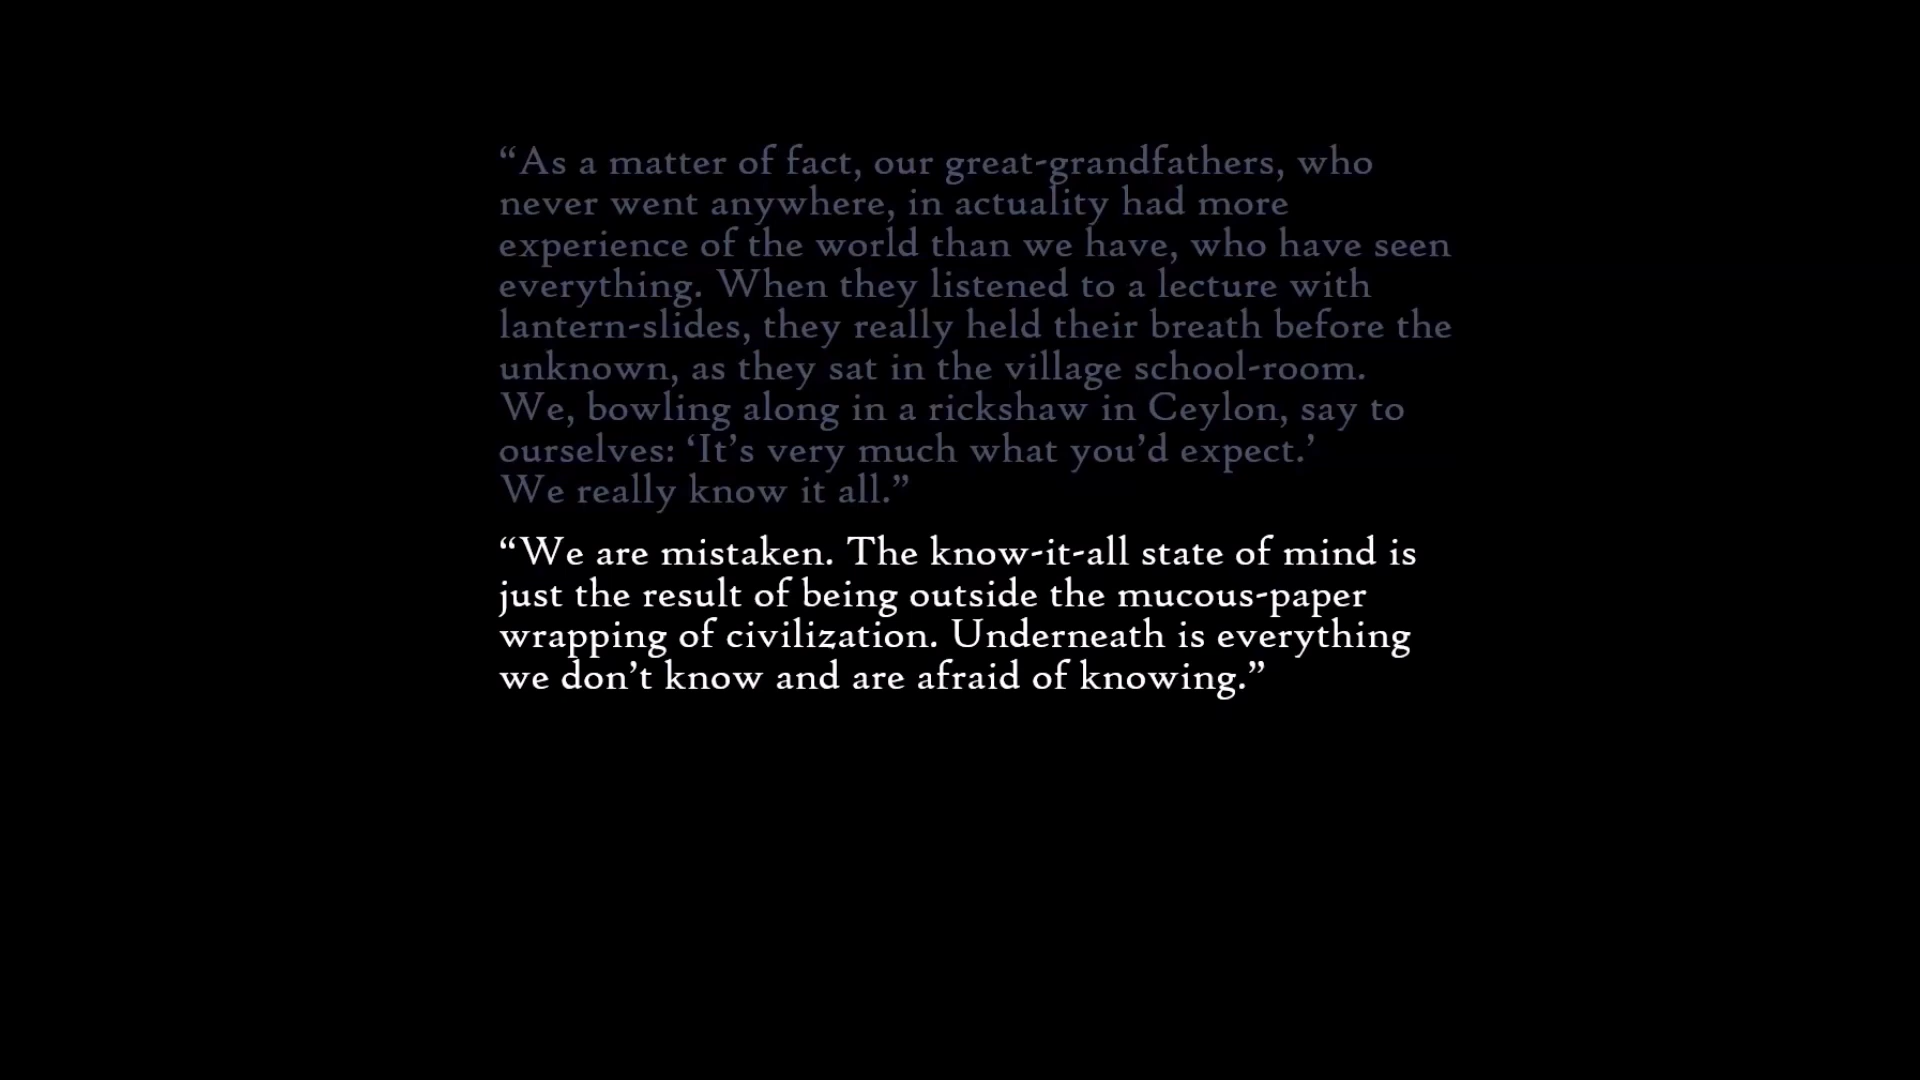 “As a matter of fact, our great-grandfathers, who
never went anywhere, in actuality had more
experience of the world than we have, who have seen
everything. When they listened to a lecture with
lantern-slides, they really held their breath before the
unknown, as they sat in the village school-room.
We, bowling along in a rickshaw in Ceylon, say to
ourselves: ‘It’s very much what you’d expect.’
We really know it all.”
“We are mistaken. The know-it-all state of mind is
just the result of being outside the mucous-paper
wrapping of civilization. Underneath is everything
we don’t know and are afraid of knowing.”